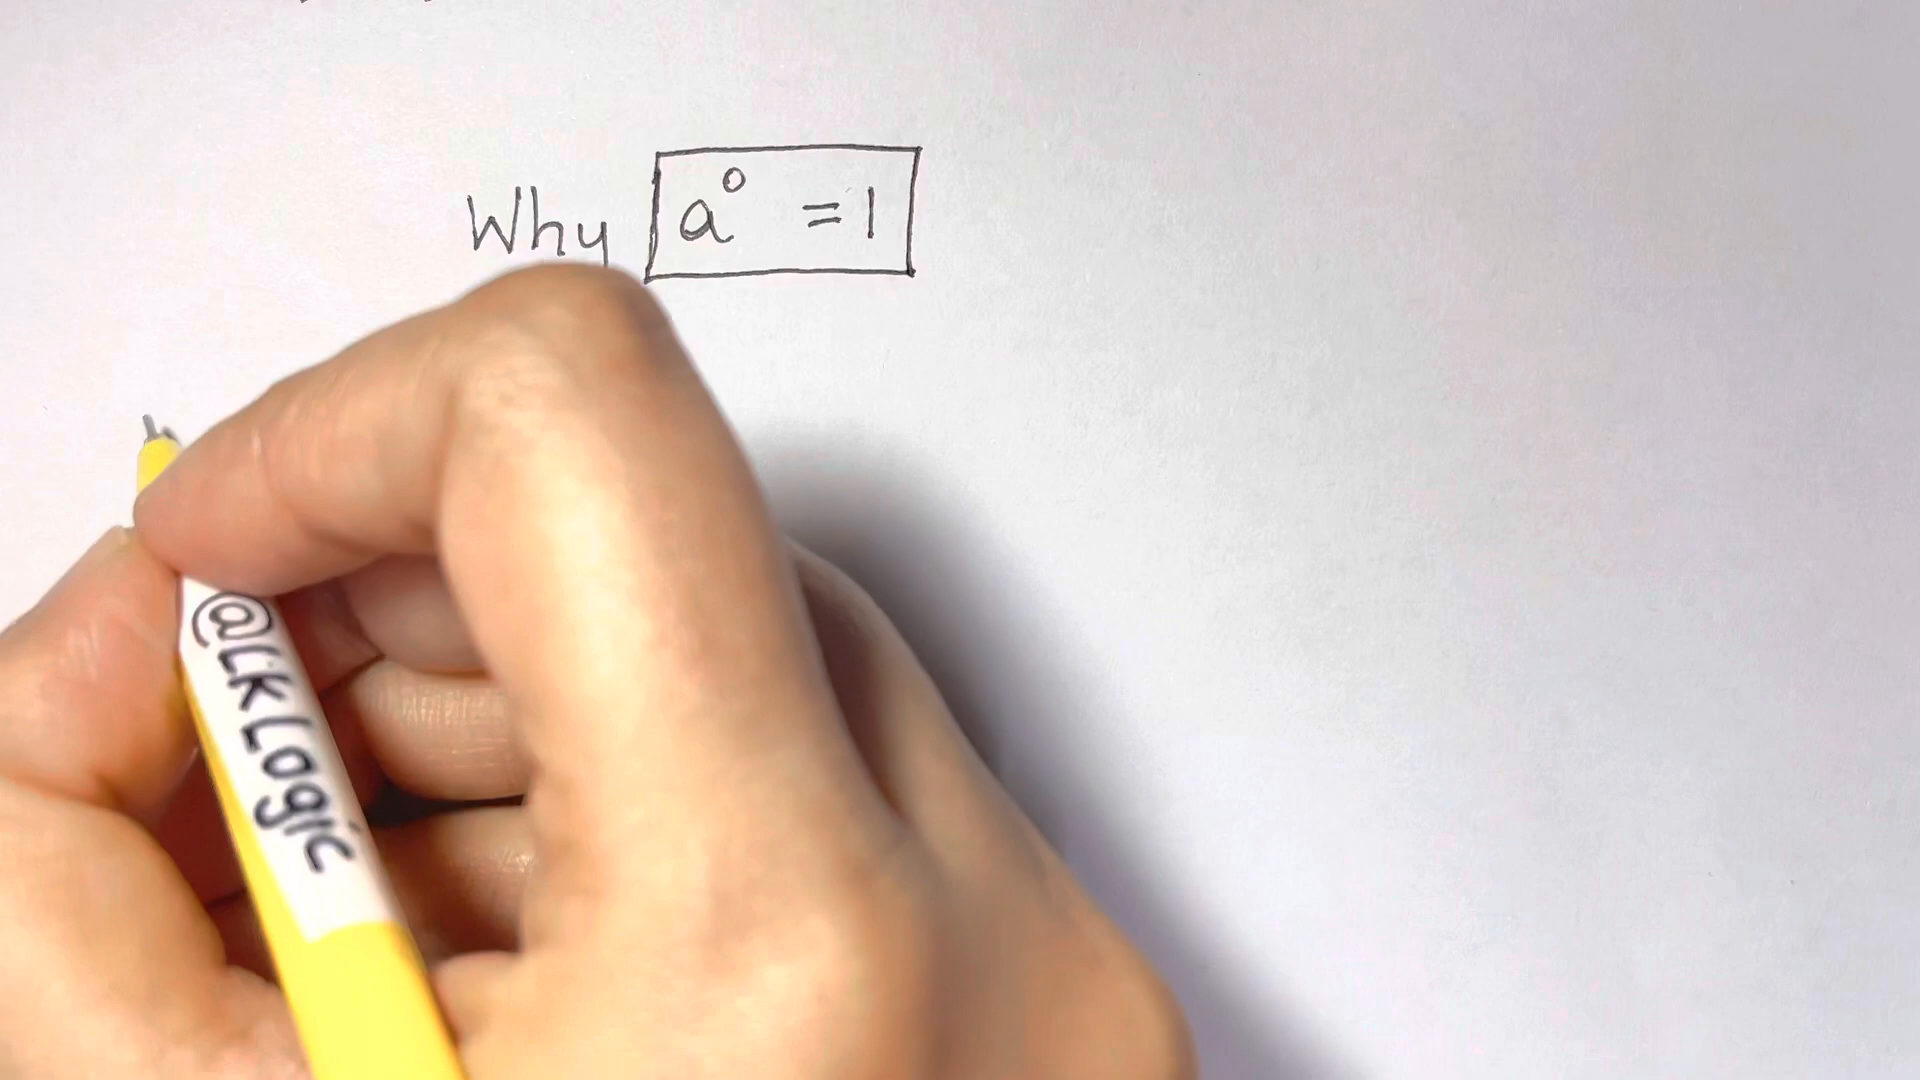 Why a⁰ = 1
@LKLogic